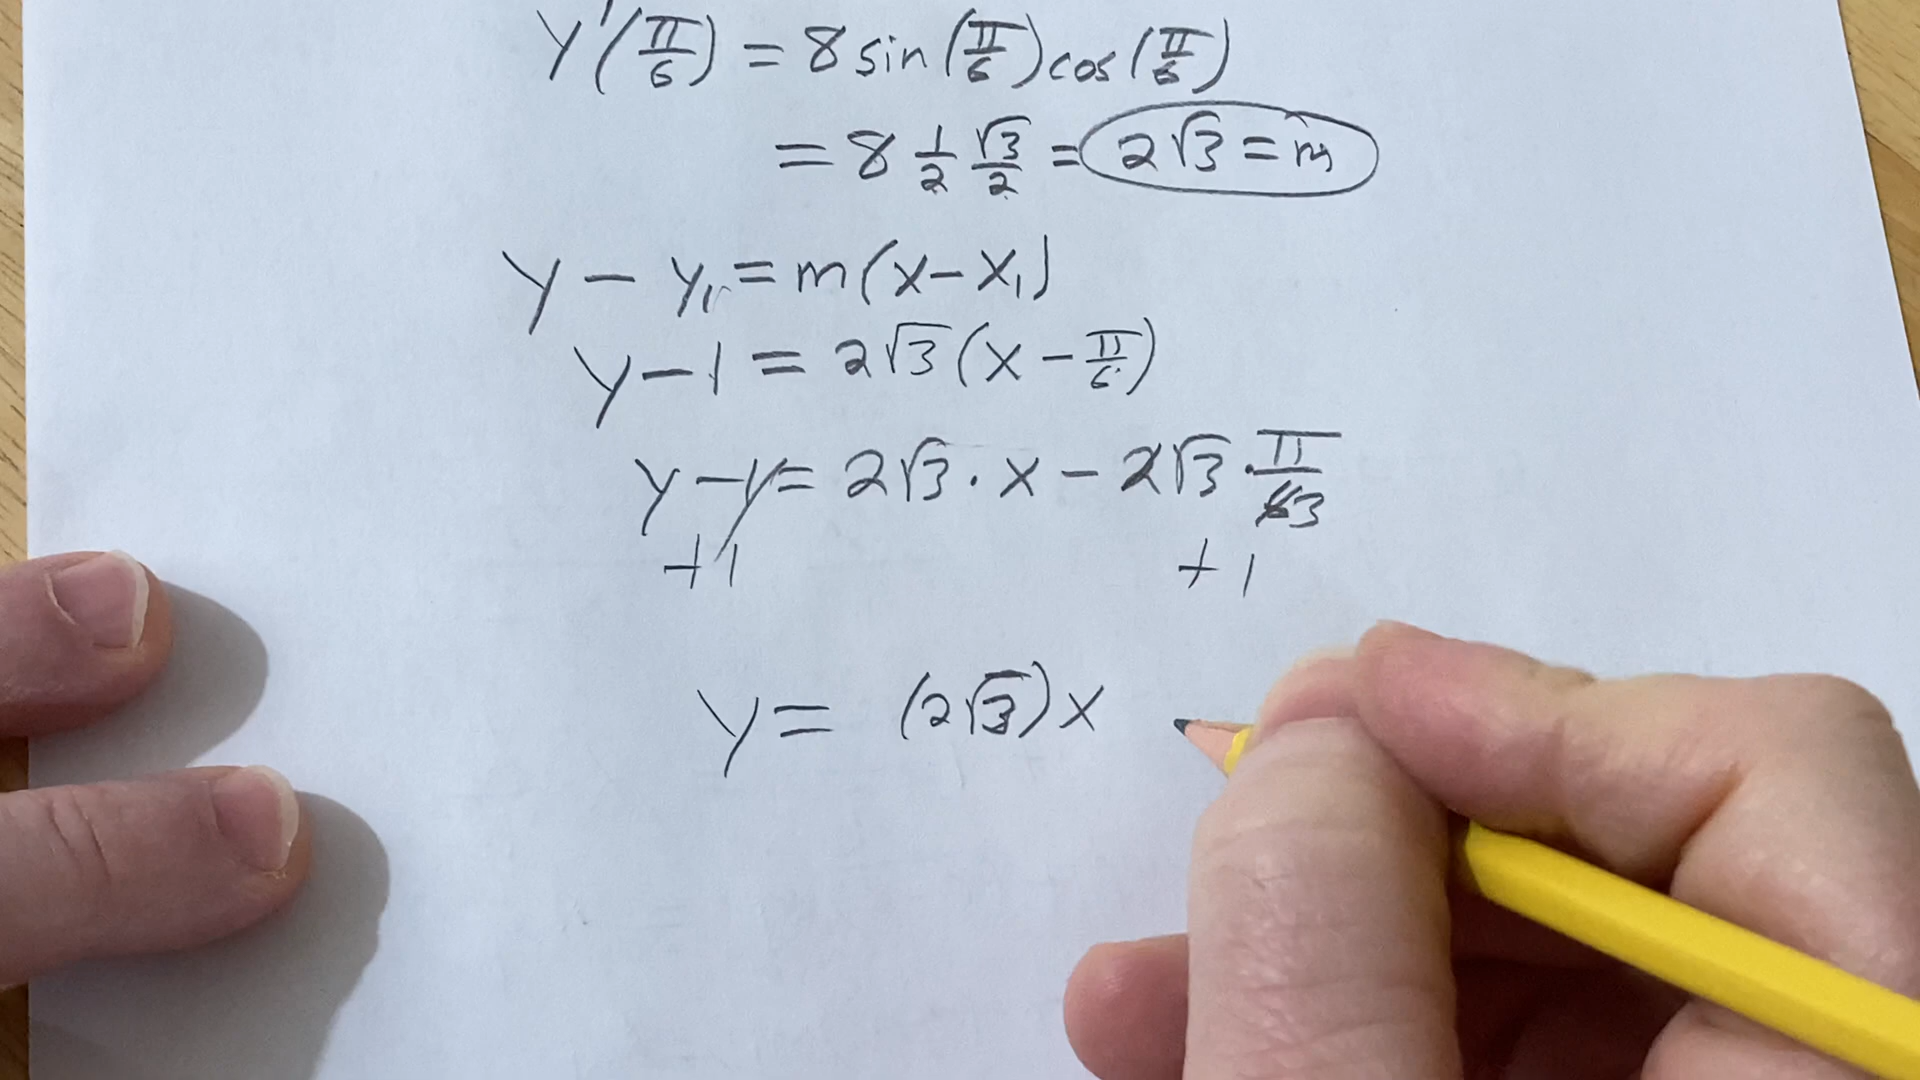 y'(π/6) = 8 sin(π/6) cos(π/6)
= 8 1/2 √3/2 = 2√3 = m
y - y₁ = m(x - x₁)
y - 1 = 2√3(x - π/6)
y - 1 = 2√3 · x - 2√3 · π/6 3
+1 +1
y = (2√3)x